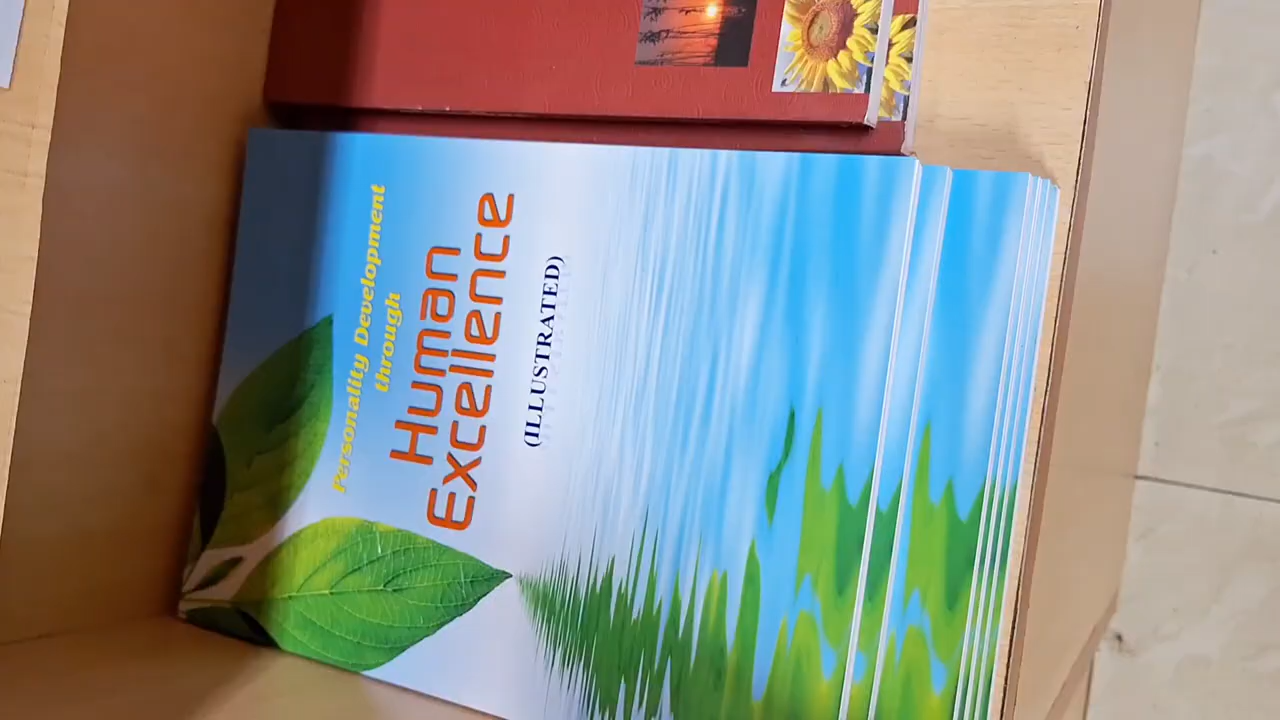 Personality Development
through
Human
Excellence
(ILLUSTRATED)